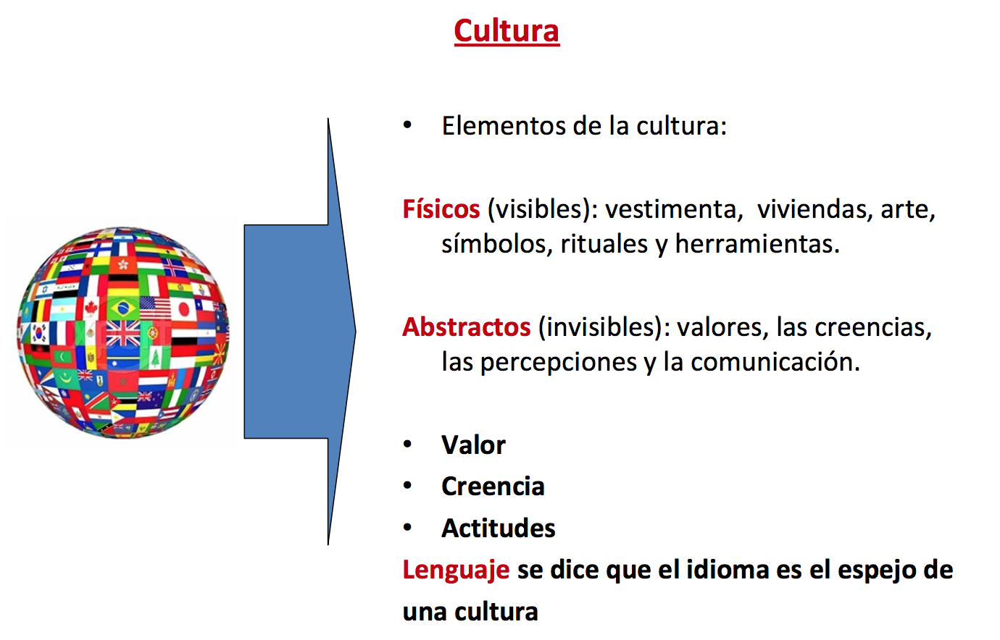 Cultura
• Elementos de la cultura:
Físicos (visibles): vestimenta, viviendas, arte,
símbolos, rituales y herramientas.
Abstractos (invisibles): valores, las creencias,
las percepciones y la comunicación.
• Valor
• Creencia
• Actitudes
Lenguaje se dice que el idioma es el espejo de
una cultura